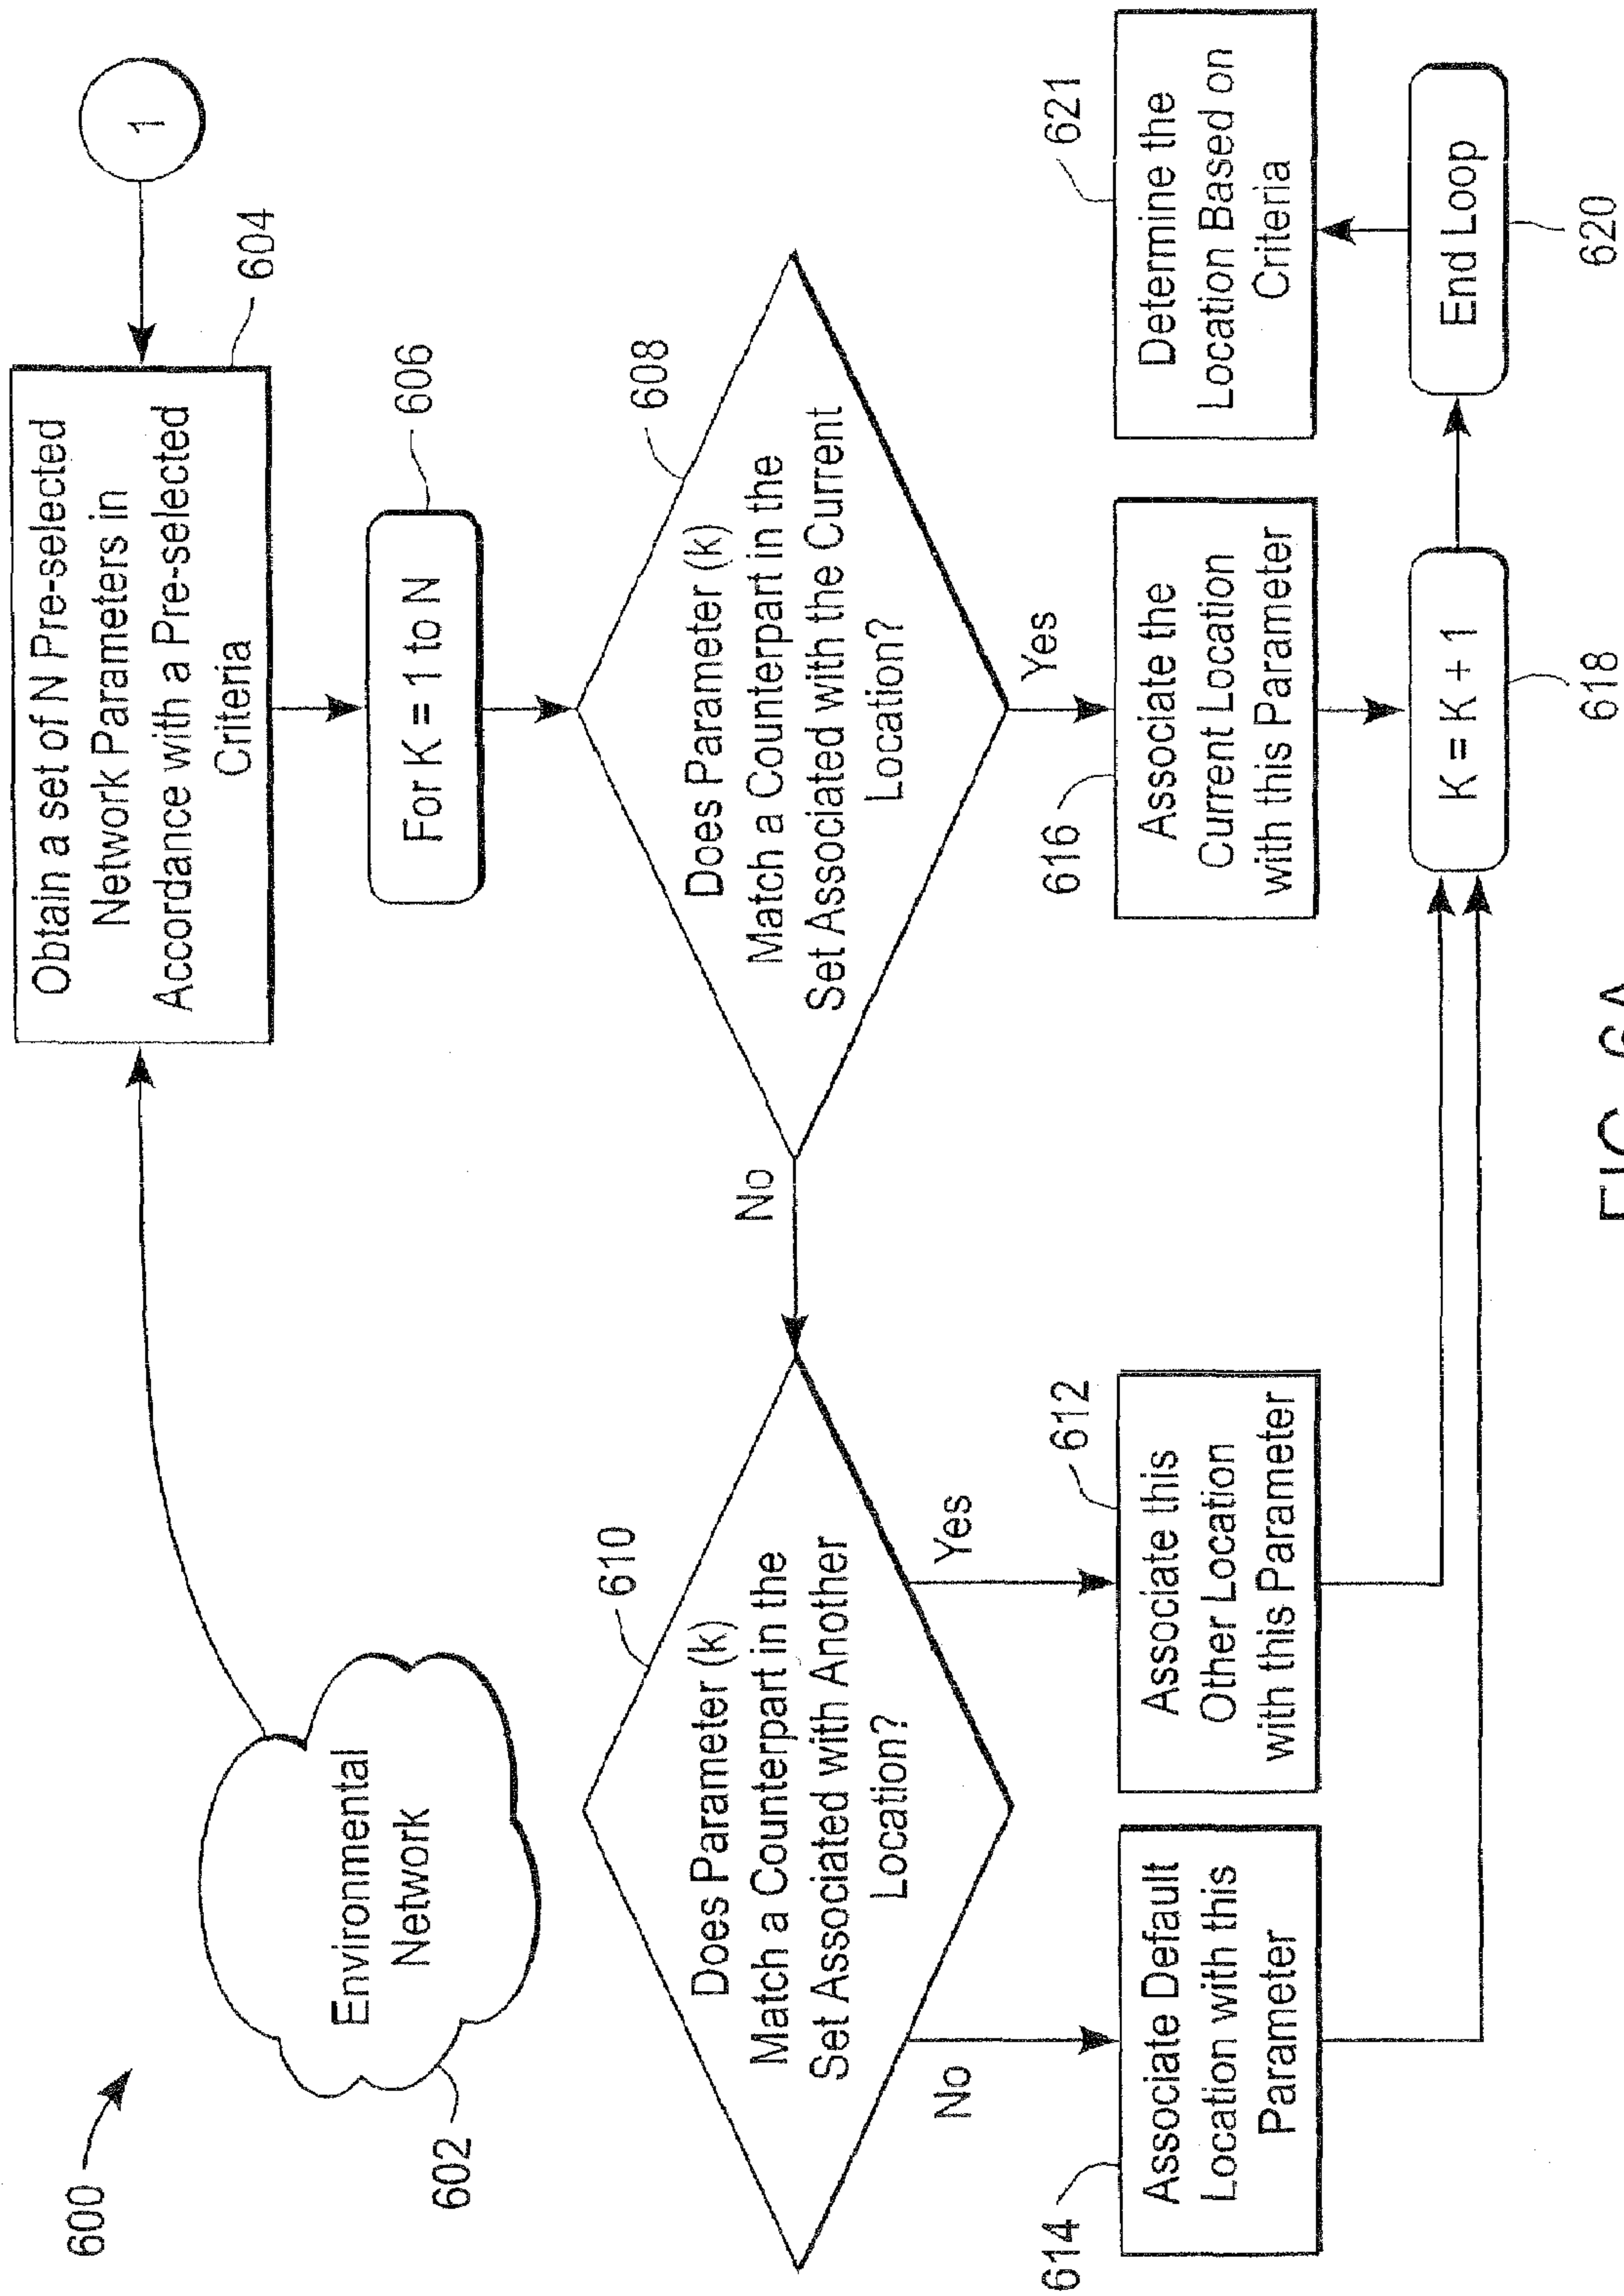 600
1
Obtain a set of N Pre-selected
Network Parameters in
Accordance with a Pre-selected
Criteria
604
Environmental
Network
602
For K = 1 to N
606
Does Parameter (k)
Match a Counterpart in the
Set Associated with the Current
Location?
608
No
Yes
Does Parameter (k)
Match a Counterpart in the
Set Associated with Another
Location?
610
No
Yes
614
Associate Default
Location with this
Parameter
612
Associate this
Other Location
with this Parameter
616
Associate the
Current Location
with this Parameter
621
Determine the
Location Based on
Criteria
K = K + 1
618
End Loop
620
FIG. 6A